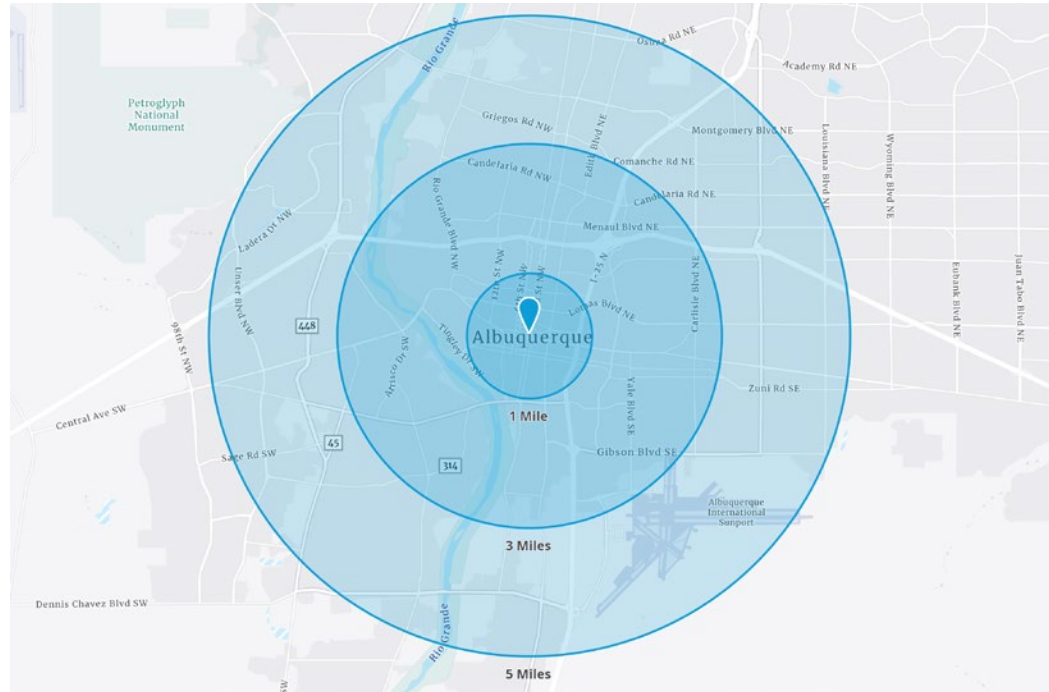 Rio Grande
Osuna Rd NE
Academy Rd NE
Petroglyph
National
Monument
Griegos Rd NW
Edith Blvd NE
Montgomery Blvd NE
Louisiana Blvd NE
Wyoming Blvd NE
Candelaria Rd NW
Comanche Rd NE
Candelaria Rd NE
Rio Grande Blvd NW
Ladera Dr NW
Menaul Blvd NE
12th St NW
St NW
St NW
I-25 N
Carlisle Blvd NE
Unser Blvd NW
Eubank Blvd NE
Juan Tabo Blvd NE
Lomas Blvd NE
448
98th St NW
Albuquerque
Tingley Dr SW
Arisco Dr SW
Yale Blvd SE
Zuni Rd SE
Central Ave SW
1 Mile
45
Sage Rd SW
314
Gibson Blvd SE
Albuquerque
International
Sunport
3 Miles
Dennis Chavez Blvd SW
Rio Grande
5 Miles